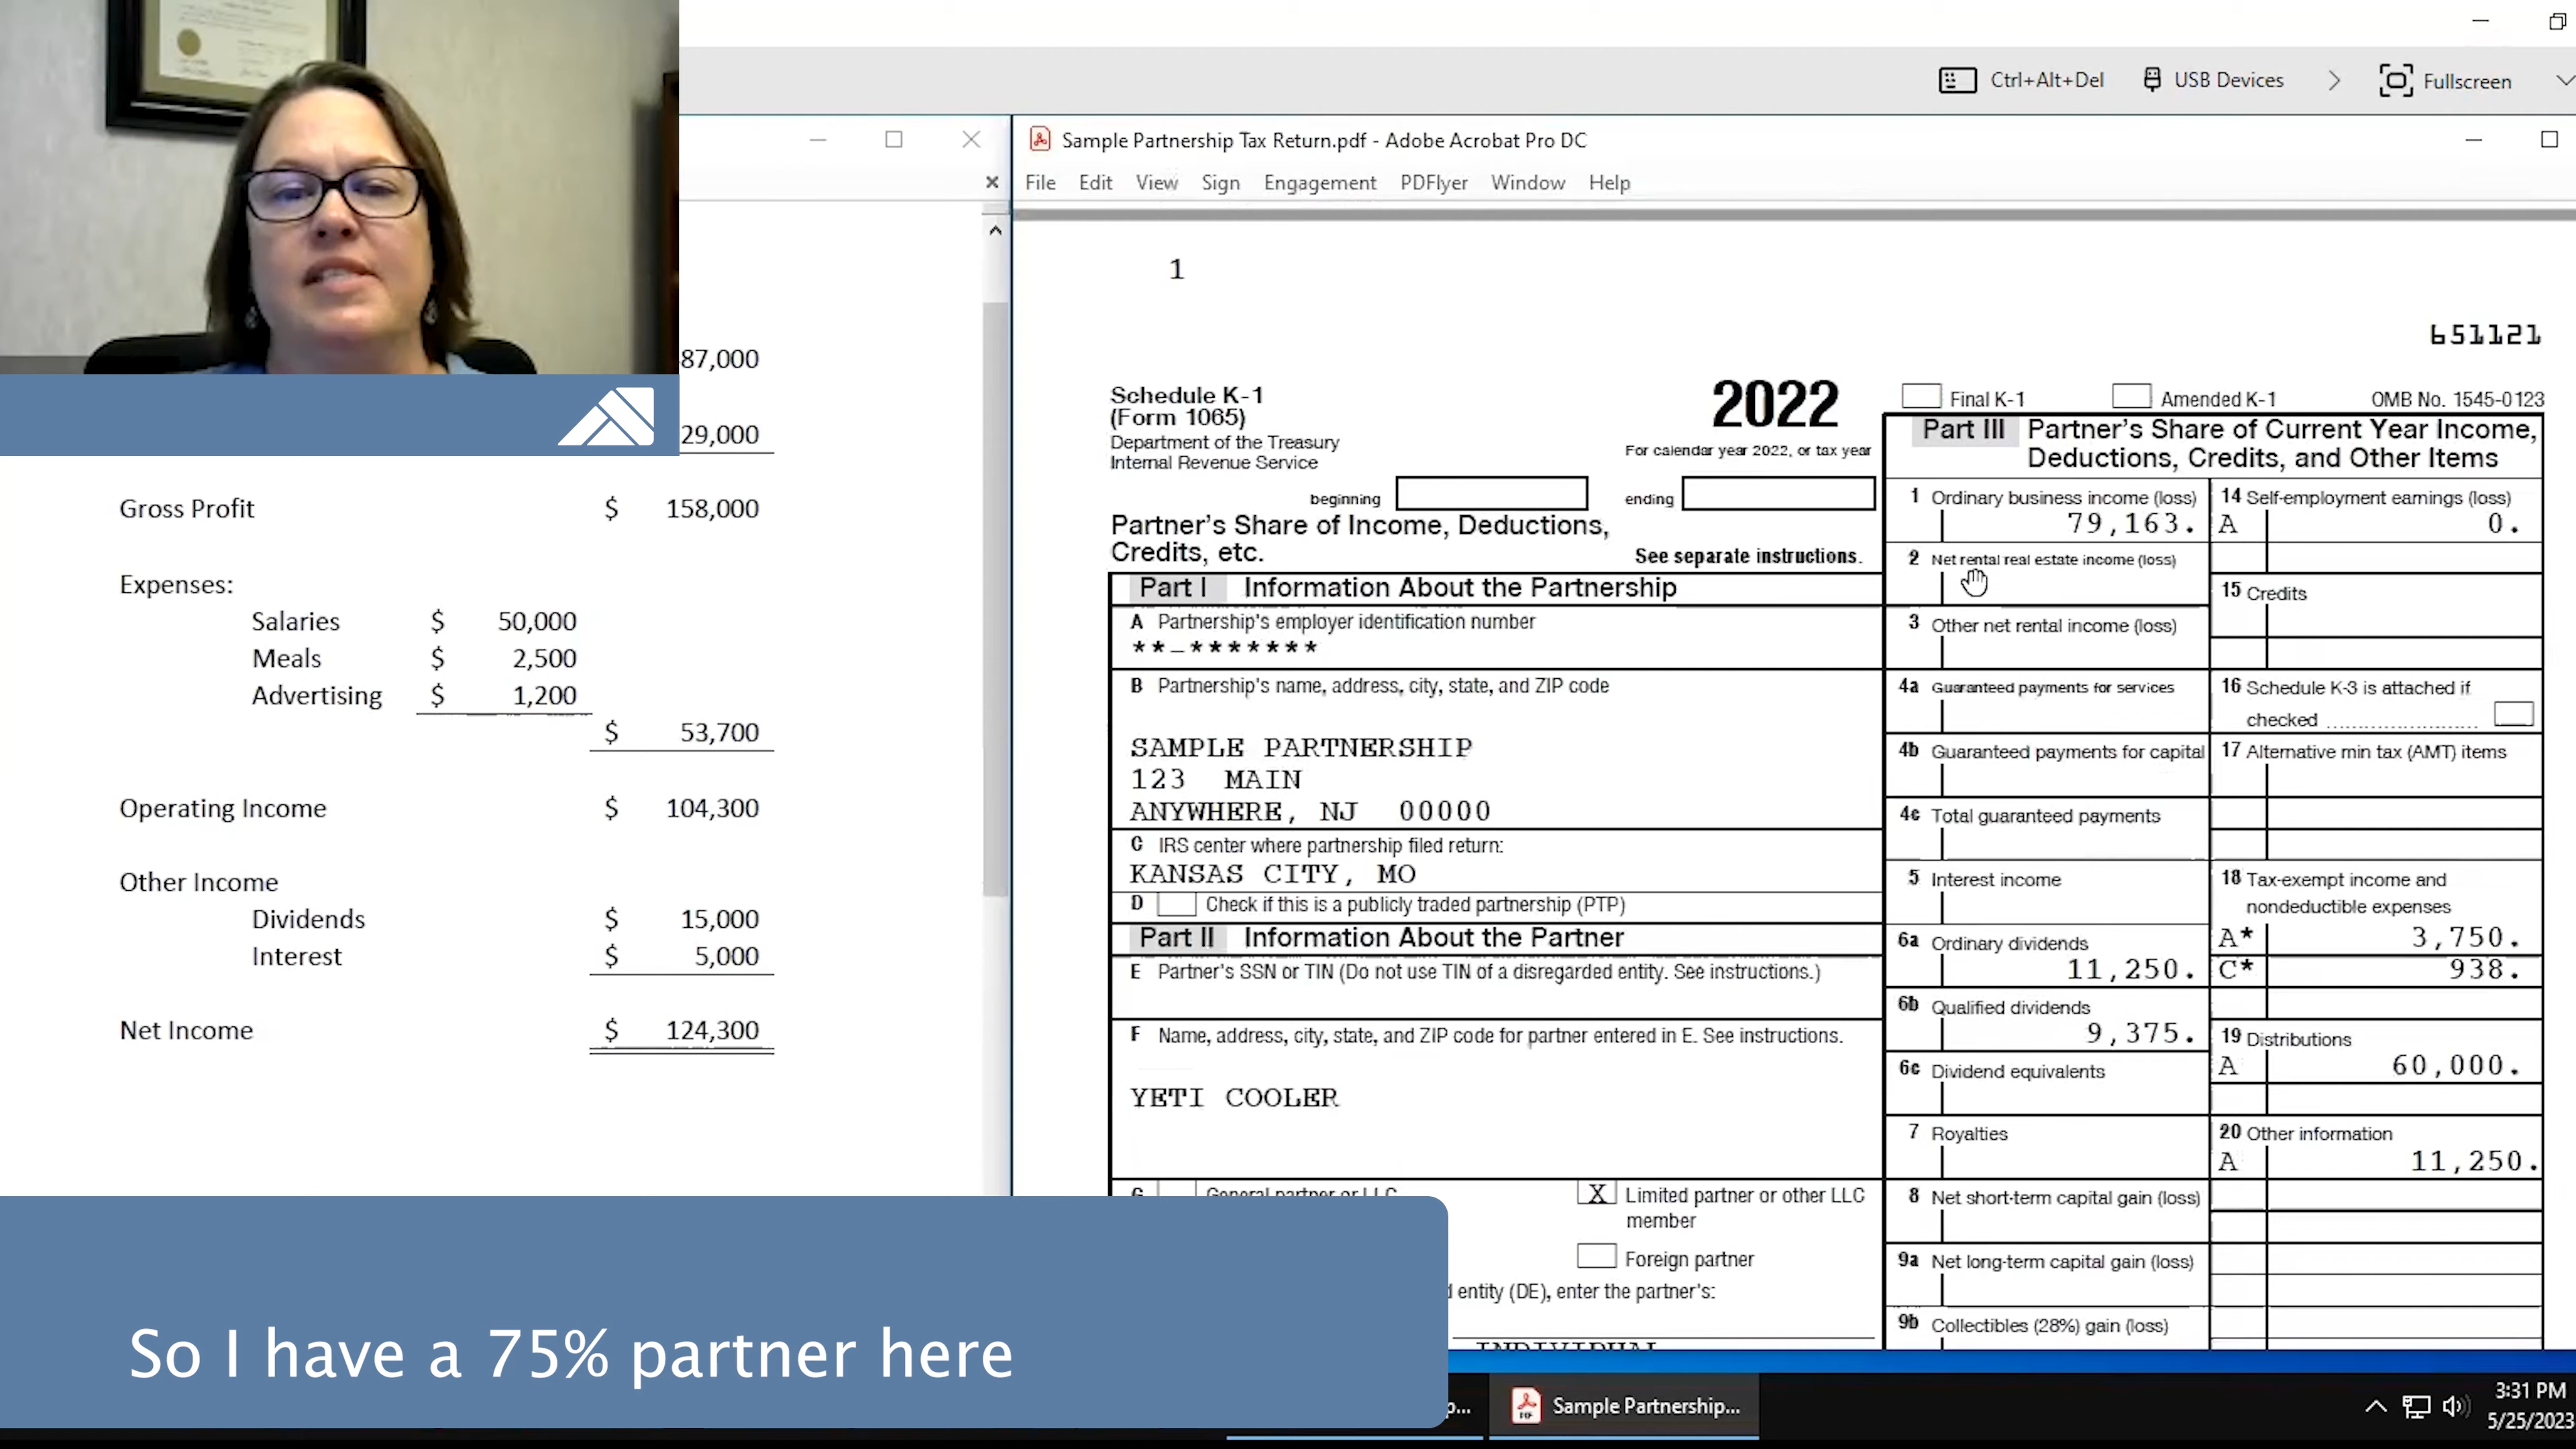 Ctrl+Alt+Del USB Devices Fullscreen
Sample Partnership Tax Return.pdf - Adobe Acrobat Pro DC
File Edit View Sign Engagement PDFlyer Window Help
87,000
29,000
Gross Profit $ 158,000
Expenses:
Salaries $ 50,000
Meals $ 2,500
Advertising $ 1,200
$ 53,700
Operating Income $ 104,300
Other Income
Dividends $ 15,000
Interest $ 5,000
Net Income $ 124,300
1
651121
Schedule K-1
(Form 1065)
Department of the Treasury
Internal Revenue Service
2022
For calendar year 2022, or tax year
beginning ending
Partner's Share of Income, Deductions,
Credits, etc. See separate instructions.
Part I Information About the Partnership
A Partnership's employer identification number
**-*******
B Partnership's name, address, city, state, and ZIP code
SAMPLE PARTNERSHIP
123 MAIN
ANYWHERE, NJ 00000
C IRS center where partnership filed return:
KANSAS CITY, MO
D Check if this is a publicly traded partnership (PTP)
Part II Information About the Partner
E Partner's SSN or TIN (Do not use TIN of a disregarded entity. See instructions.)
F Name, address, city, state, and ZIP code for partner entered in E. See instructions.
YETI COOLER
G General partner or LLC
X Limited partner or other LLC
member
Foreign partner
entity (DE), enter the partner's:
INDIVIDUAL
Final K-1 Amended K-1 OMB No. 1545-0123
Part III Partner's Share of Current Year Income,
Deductions, Credits, and Other Items
1 Ordinary business income (loss)
79,163.
2 Net rental real estate income (loss)
3 Other net rental income (loss)
4a Guaranteed payments for services
4b Guaranteed payments for capital
4c Total guaranteed payments
5 Interest income
6a Ordinary dividends
11,250.
6b Qualified dividends
9,375.
6c Dividend equivalents
7 Royalties
8 Net short-term capital gain (loss)
9a Net long-term capital gain (loss)
9b Collectibles (28%) gain (loss)
14 Self-employment earnings (loss)
A 0.
15 Credits
16 Schedule K-3 is attached if
checked
17 Alternative min tax (AMT) items
18 Tax-exempt income and
nondeductible expenses
A* 3,750.
C* 938.
19 Distributions
A 60,000.
20 Other information
A 11,250.
So I have a 75% partner here
p... Sample Partnership...
3:31 PM
5/25/2023